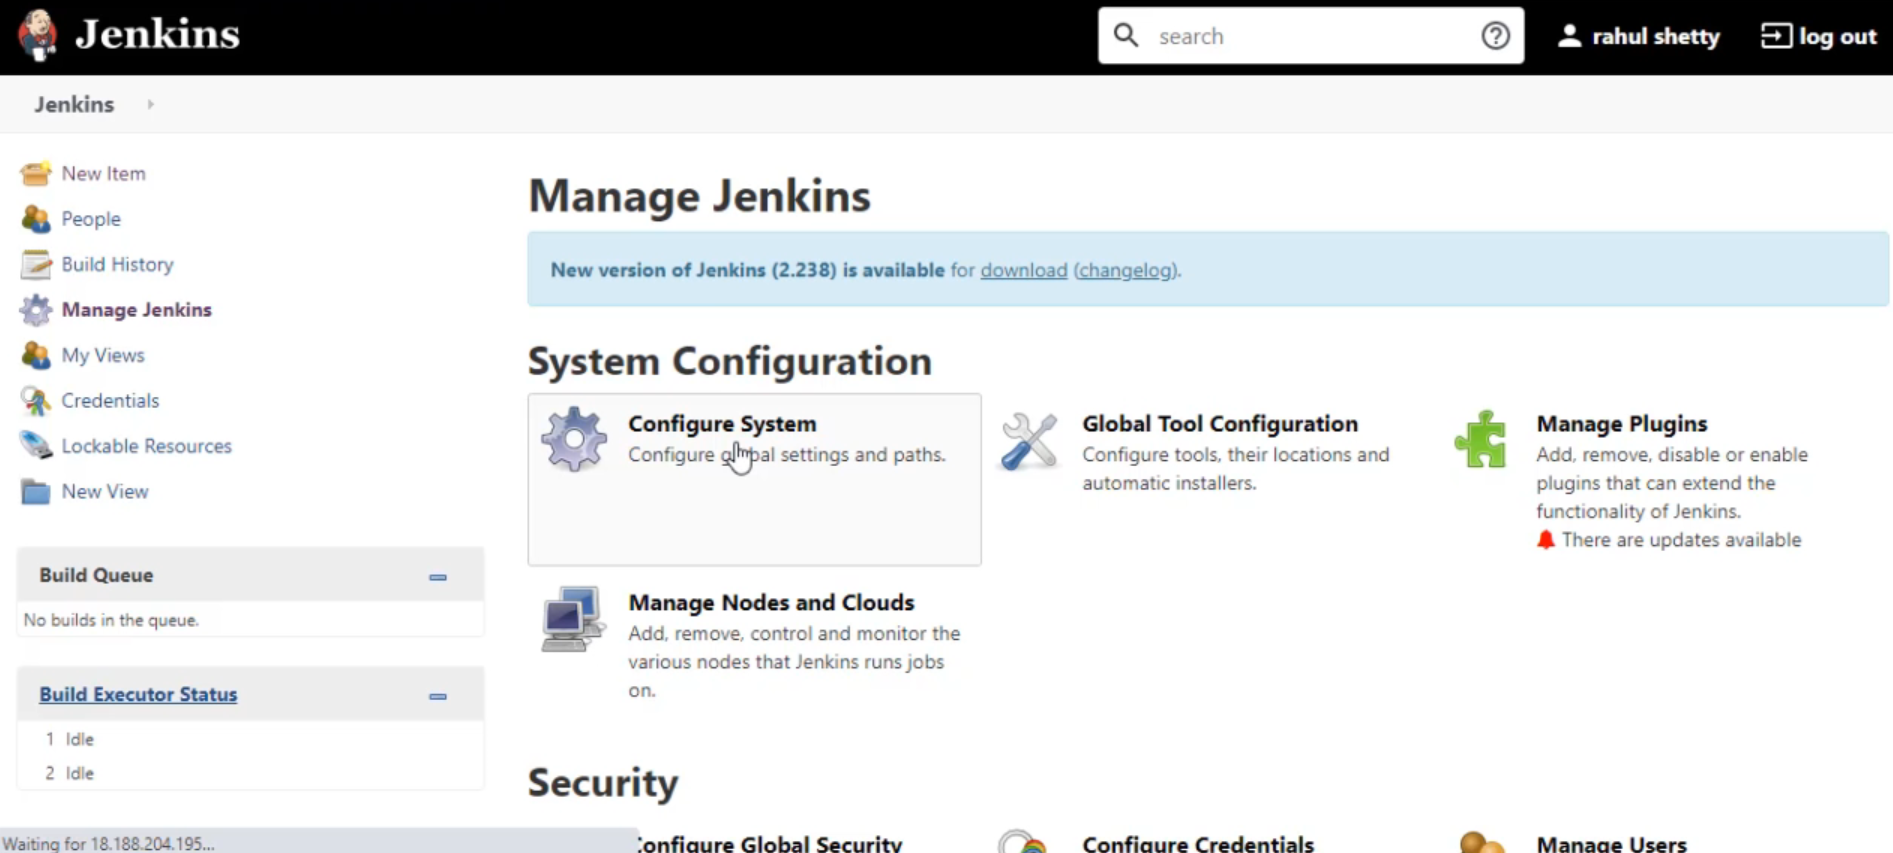 Jenkins
search
rahul shetty
log out
Jenkins
New Item
People
Build History
Manage Jenkins
My Views
Credentials
Lockable Resources
New View
Build Queue
No builds in the queue.
Build Executor Status
1 Idle
2 Idle
Waiting for 18.188.204.195...
Manage Jenkins
New version of Jenkins (2.238) is available for download (changelog).
System Configuration
Configure System
Configure global settings and paths.
Global Tool Configuration
Configure tools, their locations and
automatic installers.
Manage Plugins
Add, remove, disable or enable
plugins that can extend the
functionality of Jenkins.
There are updates available
Manage Nodes and Clouds
Add, remove, control and monitor the
various nodes that Jenkins runs jobs
on.
Security
Configure Global Security
Configure Credentials
Manage Users